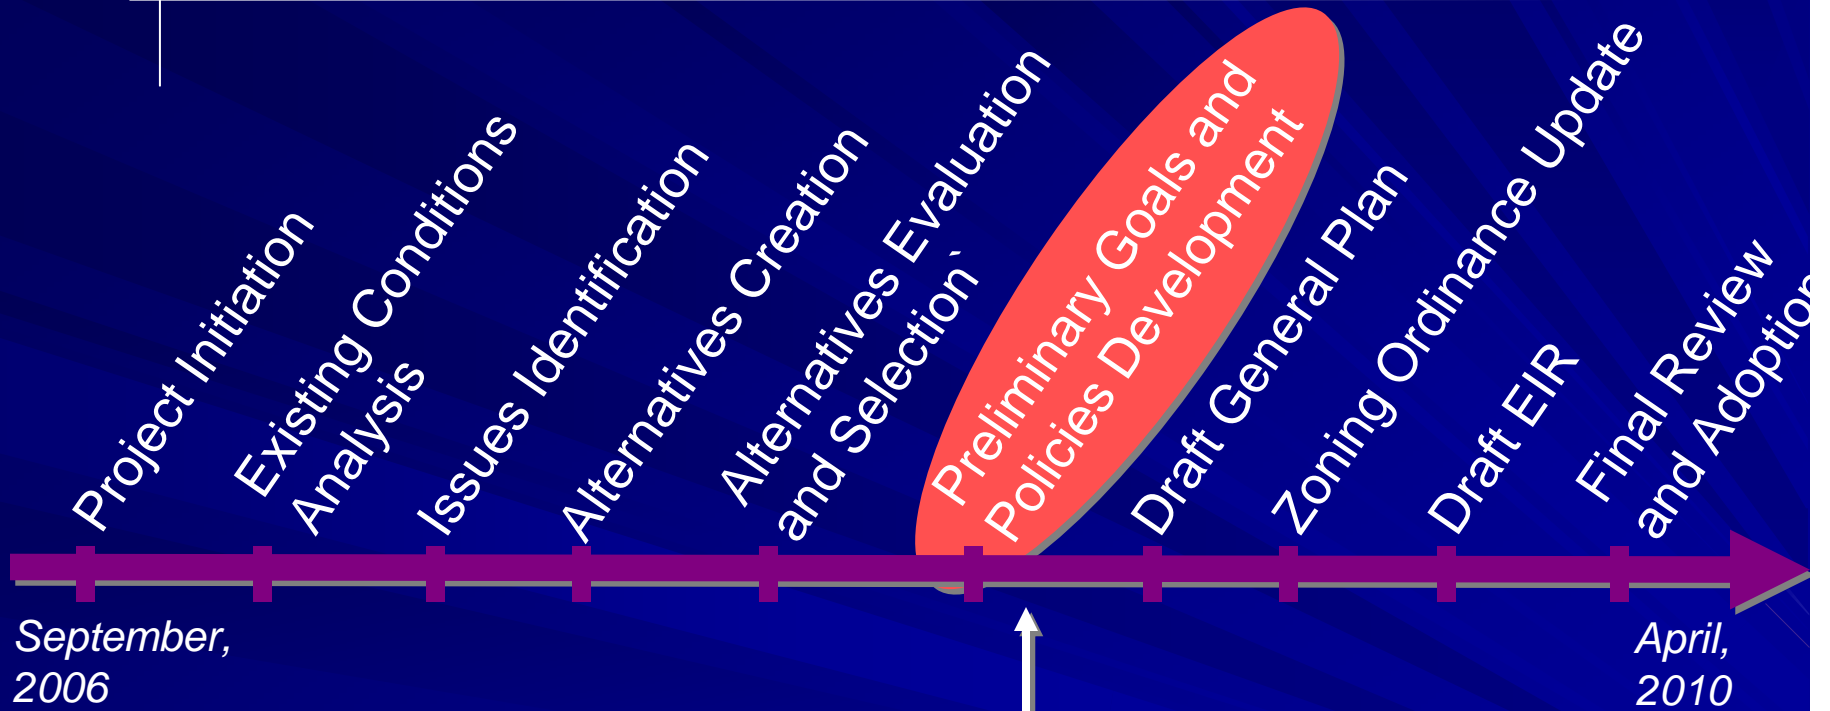 Project Initiation
Existing Conditions
Analysis
Issues Identification
Alternatives Creation
Alternatives Evaluation
and Selection`
Preliminary Goals and
Policies Development
Draft General Plan
Zoning Ordinance Update
Draft EIR
Final Review
and Adoption
September,
2006
April,
2010